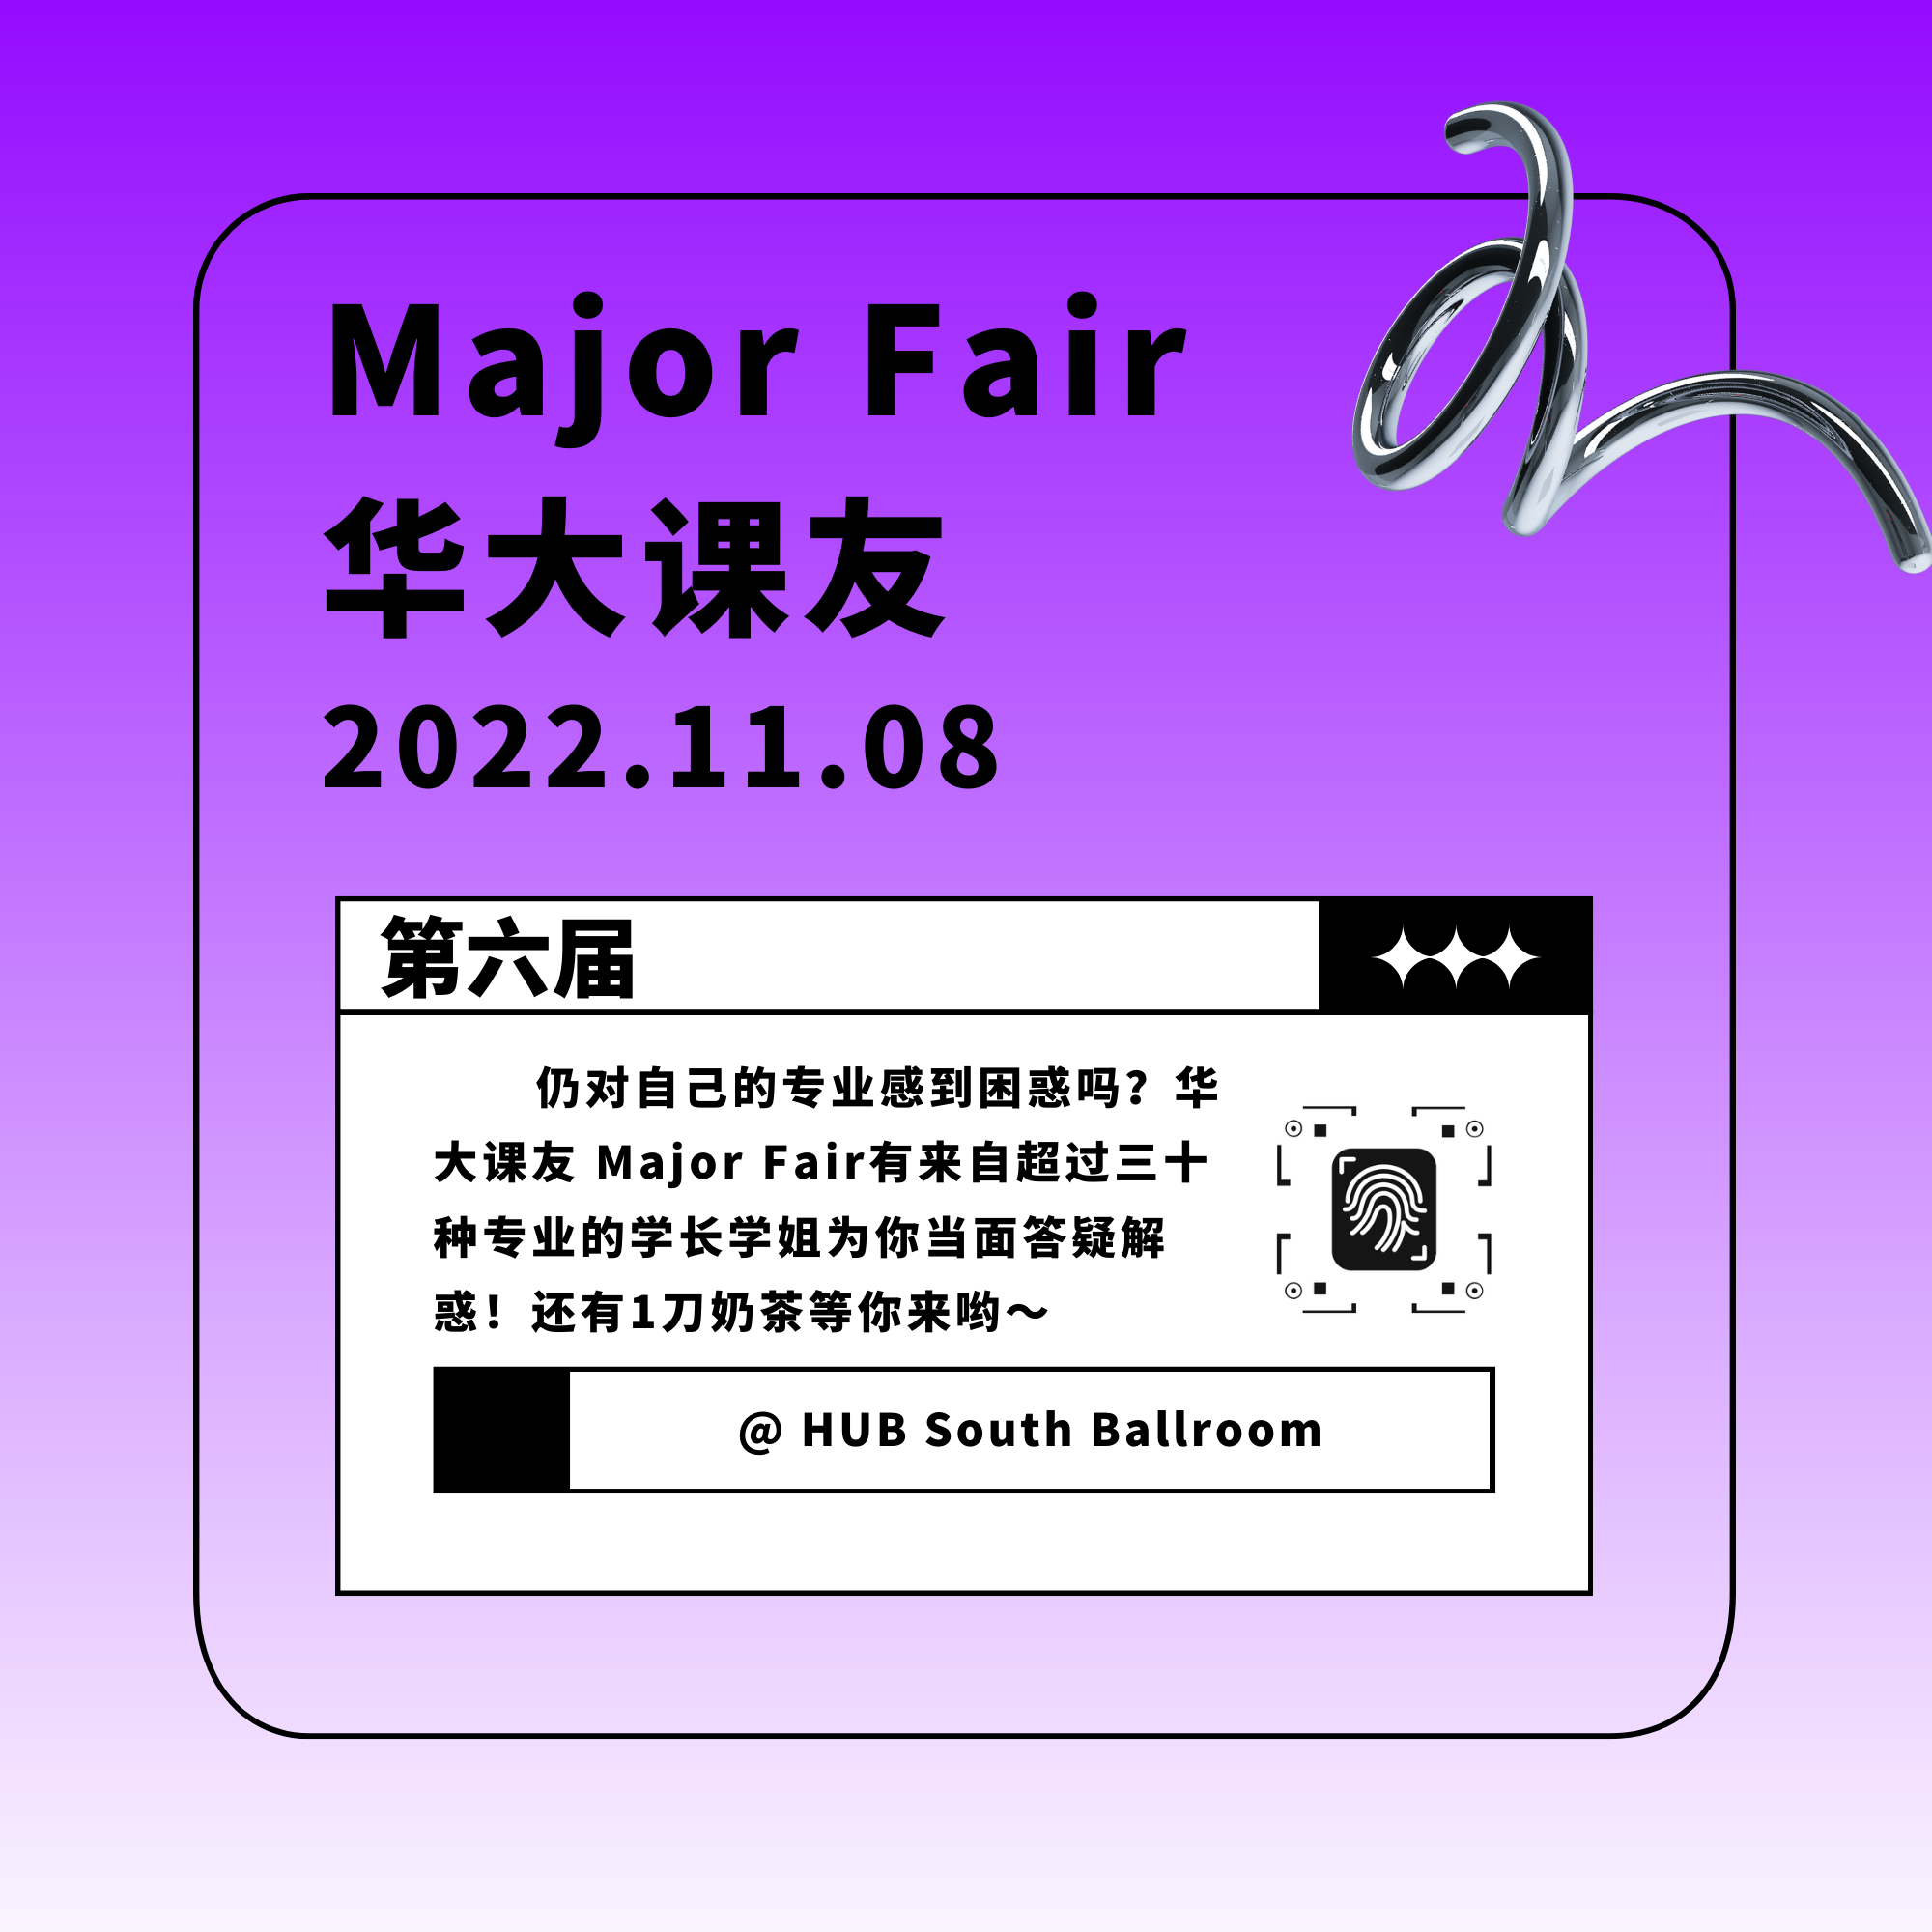 Major Fair
华大课友
2022.11.08
第六届
仍对自己的专业感到困惑吗？华
大课友 Major Fair有来自超过三十
种专业的学长学姐为你当面答疑解
惑！还有1刀奶茶等你来哟～
@ HUB South Ballroom